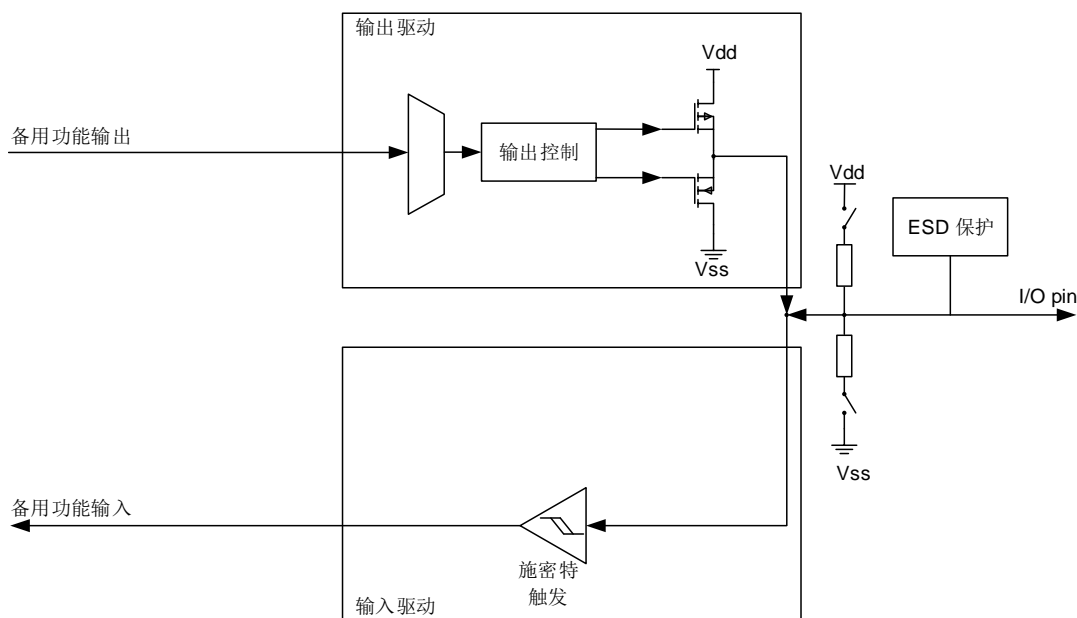 输出驱动
Vdd
备用功能输出
输出控制
Vdd
ESD 保护
Vss
I/O pin
Vss
备用功能输入
施密特
触发
输入驱动